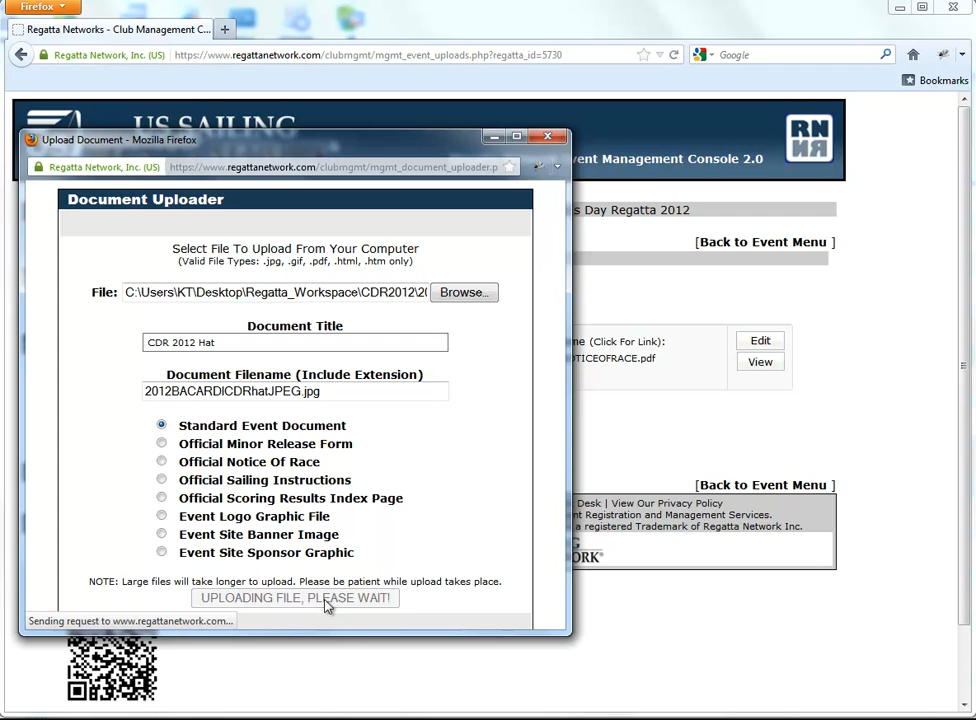 Firefox
Regatta Networks - Club Management C...
Regatta Network, Inc. (US)
https://www.regattanetwork.com/clubmgmt/mgmt_event_uploads.php?regatta_id=5730
Google
Bookmarks
US SAILING
Event Management Console 2.0
RN
Upload Document - Mozilla Firefox
Regatta Network, Inc. (US)
https://www.regattanetwork.com/clubmgmt/mgmt_document_uploader.p
Document Uploader
s Day Regatta 2012
[Back to Event Menu ]
Select File To Upload From Your Computer
(Valid File Types: .jpg, .gif, .pdf, .html, .htm only)
File:
C:\Users\KT\Desktop\Regatta_Workspace\CDR2012\20
Browse...
Document Title
CDR 2012 Hat
Document Filename (Include Extension)
2012BACARDICDRhatJPEG.jpg
me (Click For Link):
OTICEOFRACE.pdf
Edit
View
Standard Event Document
Official Minor Release Form
Official Notice Of Race
Official Sailing Instructions
Official Scoring Results Index Page
Event Logo Graphic File
Event Site Banner Image
Event Site Sponsor Graphic
[Back to Event Menu ]
Desk | View Our Privacy Policy
nt Registration and Management Services.
a registered Trademark of Regatta Network Inc.
ORK®
NOTE: Large files will take longer to upload. Please be patient while upload takes place.
UPLOADING FILE, PLEASE WAIT!
Sending request to www.regattanetwork.com...